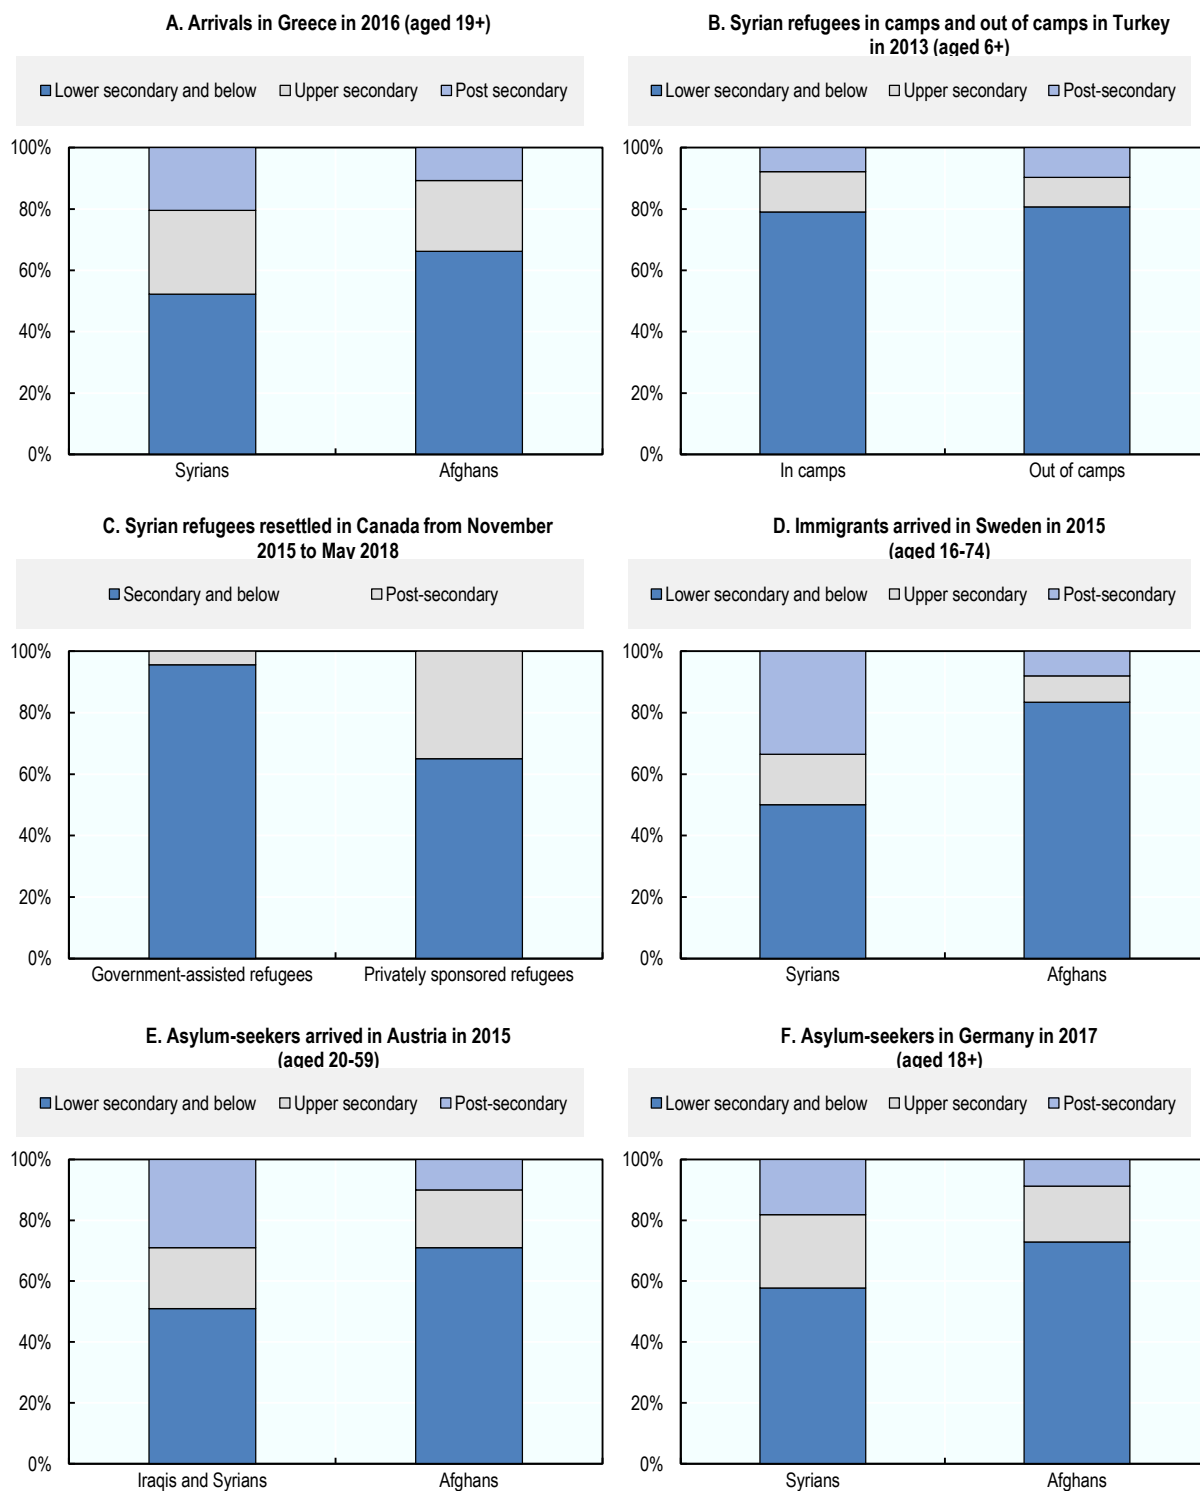 A. Arrivals in Greece in 2016 (aged 19+)
Lower secondary and below Upper secondary Post secondary
100%
80%
60%
40%
20%
0%
Syrians Afghans
B. Syrian refugees in camps and out of camps in Turkey
in 2013 (aged 6+)
Lower secondary and below Upper secondary Post-secondary
100%
80%
60%
40%
20%
0%
In camps Out of camps
C. Syrian refugees resettled in Canada from November
2015 to May 2018
Secondary and below Post-secondary
100%
80%
60%
40%
20%
0%
Government-assisted refugees Privately sponsored refugees
D. Immigrants arrived in Sweden in 2015
(aged 16-74)
Lower secondary and below Upper secondary Post-secondary
100%
80%
60%
40%
20%
0%
Syrians Afghans
E. Asylum-seekers arrived in Austria in 2015
(aged 20-59)
Lower secondary and below Upper secondary Post-secondary
100%
80%
60%
40%
20%
0%
Iraqis and Syrians Afghans
F. Asylum-seekers in Germany in 2017
(aged 18+)
Lower secondary and below Upper secondary Post-secondary
100%
80%
60%
40%
20%
0%
Syrians Afghans